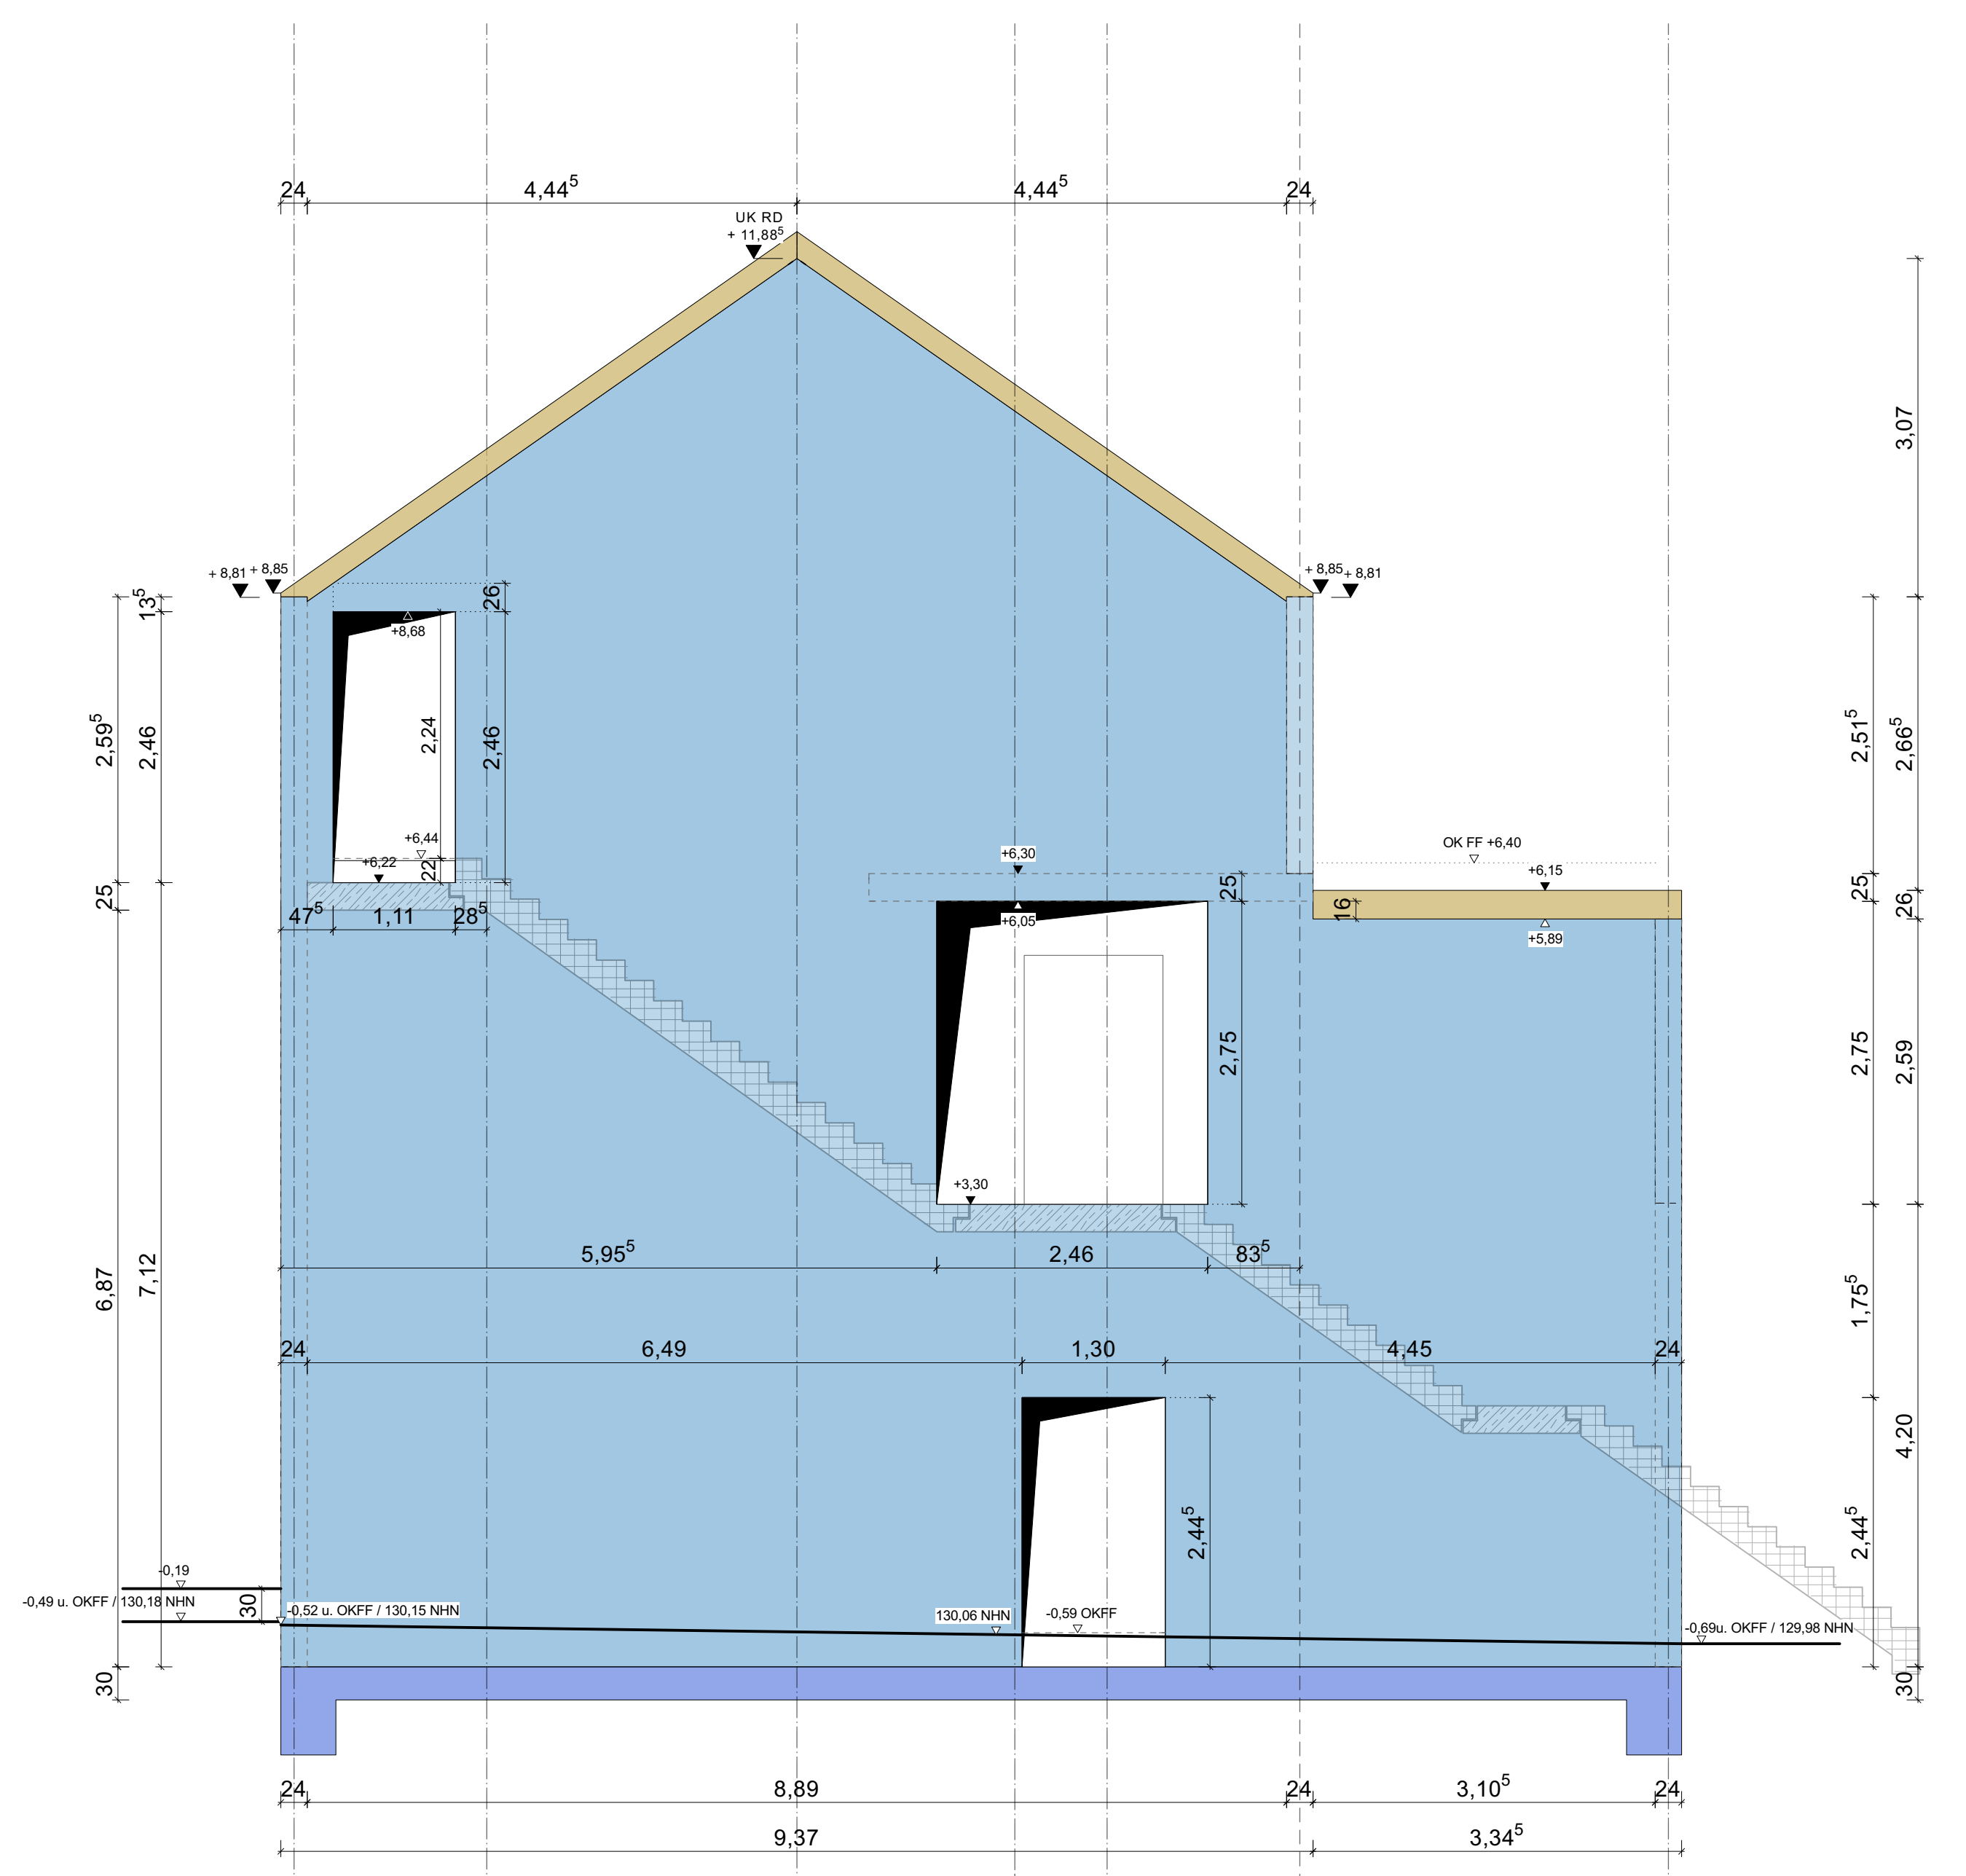 24 4,44⁵ 4,44⁵ 24
UK RD
+ 11,88⁵
3,07
+ 8,81 + 8,85
+ 8,85 + 8,81
13⁵
26
+8,68
2,59⁵ 2,46
2,24 2,46
2,51⁵ 2,66⁵
+6,44
+6,22
22
+6,30
OK FF +6,40
+6,15
25
25
25 26
47⁵ 1,11 28⁵
+6,05
16
+5,89
2,75
2,75 2,59
+3,30
5,95⁵ 2,46 83⁵
6,87 7,12
1,75⁵
24 6,49 1,30 4,45 24
4,20
2,44⁵
2,44⁵
-0,19
-0,49 u. OKFF / 130,18 NHN
30
-0,52 u. OKFF / 130,15 NHN
130,06 NHN
-0,59 OKFF
-0,69u. OKFF / 129,98 NHN
30
30
24 8,89 24 3,10⁵ 24
9,37 3,34⁵